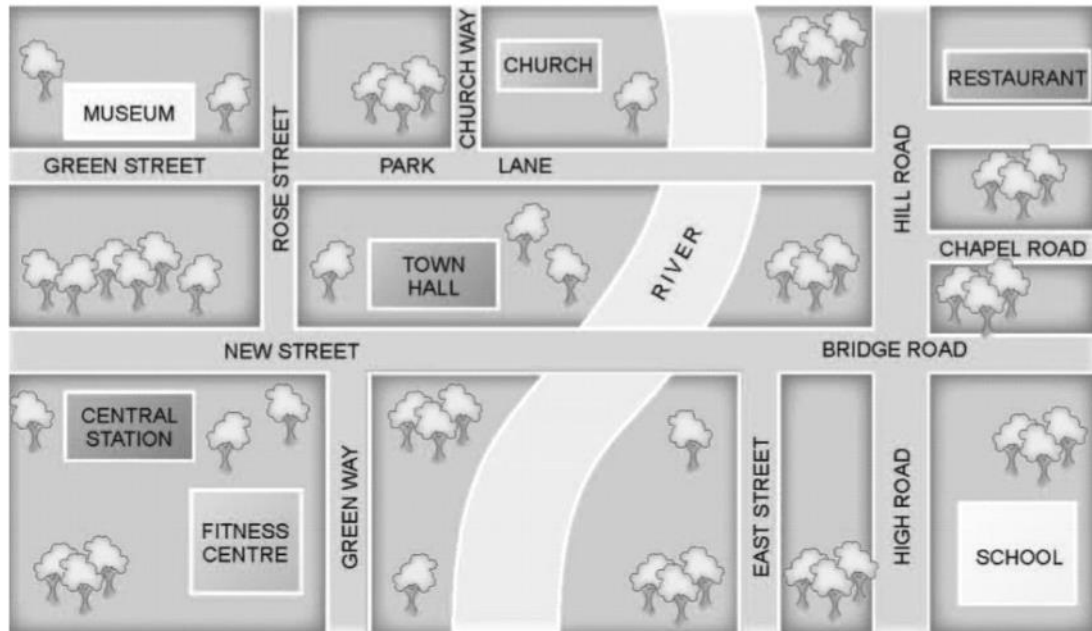 CHURCH WAY
CHURCH
RESTAURANT
MUSEUM
GREEN STREET
ROSE STREET
PARK LANE
HILL ROAD
TOWN
HALL
RIVER
CHAPEL ROAD
NEW STREET
BRIDGE ROAD
CENTRAL
STATION
GREEN WAY
EAST STREET
HIGH ROAD
FITNESS
CENTRE
SCHOOL